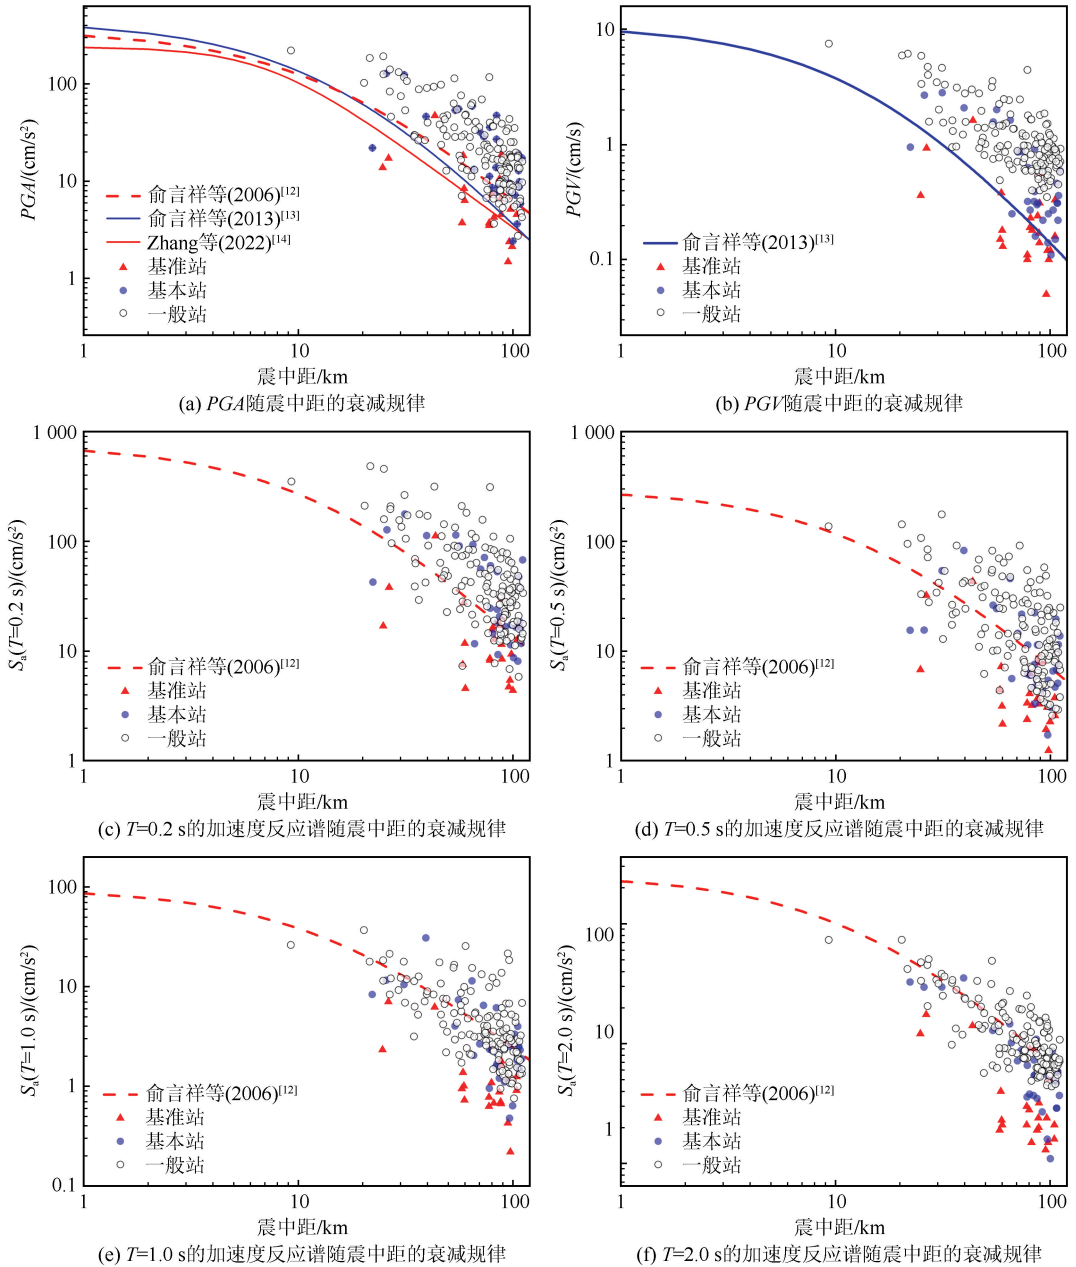 100
10
1
PGA/(cm/s²)
俞言祥等(2006)[12]
俞言祥等(2013)[13]
Zhang等(2022)[14]
基准站
基本站
一般站
1 10 100
震中距/km
(a) PGA随震中距的衰减规律
10
1
0.1
PGV/(cm/s)
俞言祥等(2013)[13]
基准站
基本站
一般站
1 10 100
震中距/km
(b) PGV随震中距的衰减规律
1 000
100
10
1
Sa(T=0.2 s)/(cm/s²)
俞言祥等(2006)[12]
基准站
基本站
一般站
1 10 100
震中距/km
(c) T=0.2 s的加速度反应谱随震中距的衰减规律
1 000
100
10
1
Sa(T=0.5 s)/(cm/s²)
俞言祥等(2006)[12]
基准站
基本站
一般站
1 10 100
震中距/km
(d) T=0.5 s的加速度反应谱随震中距的衰减规律
100
10
1
0.1
Sa(T=1.0 s)/(cm/s²)
俞言祥等(2006)[12]
基准站
基本站
一般站
1 10 100
震中距/km
(e) T=1.0 s的加速度反应谱随震中距的衰减规律
100
10
1
Sa(T=2.0 s)/(cm/s²)
俞言祥等(2006)[12]
基准站
基本站
一般站
1 10 100
震中距/km
(f) T=2.0 s的加速度反应谱随震中距的衰减规律